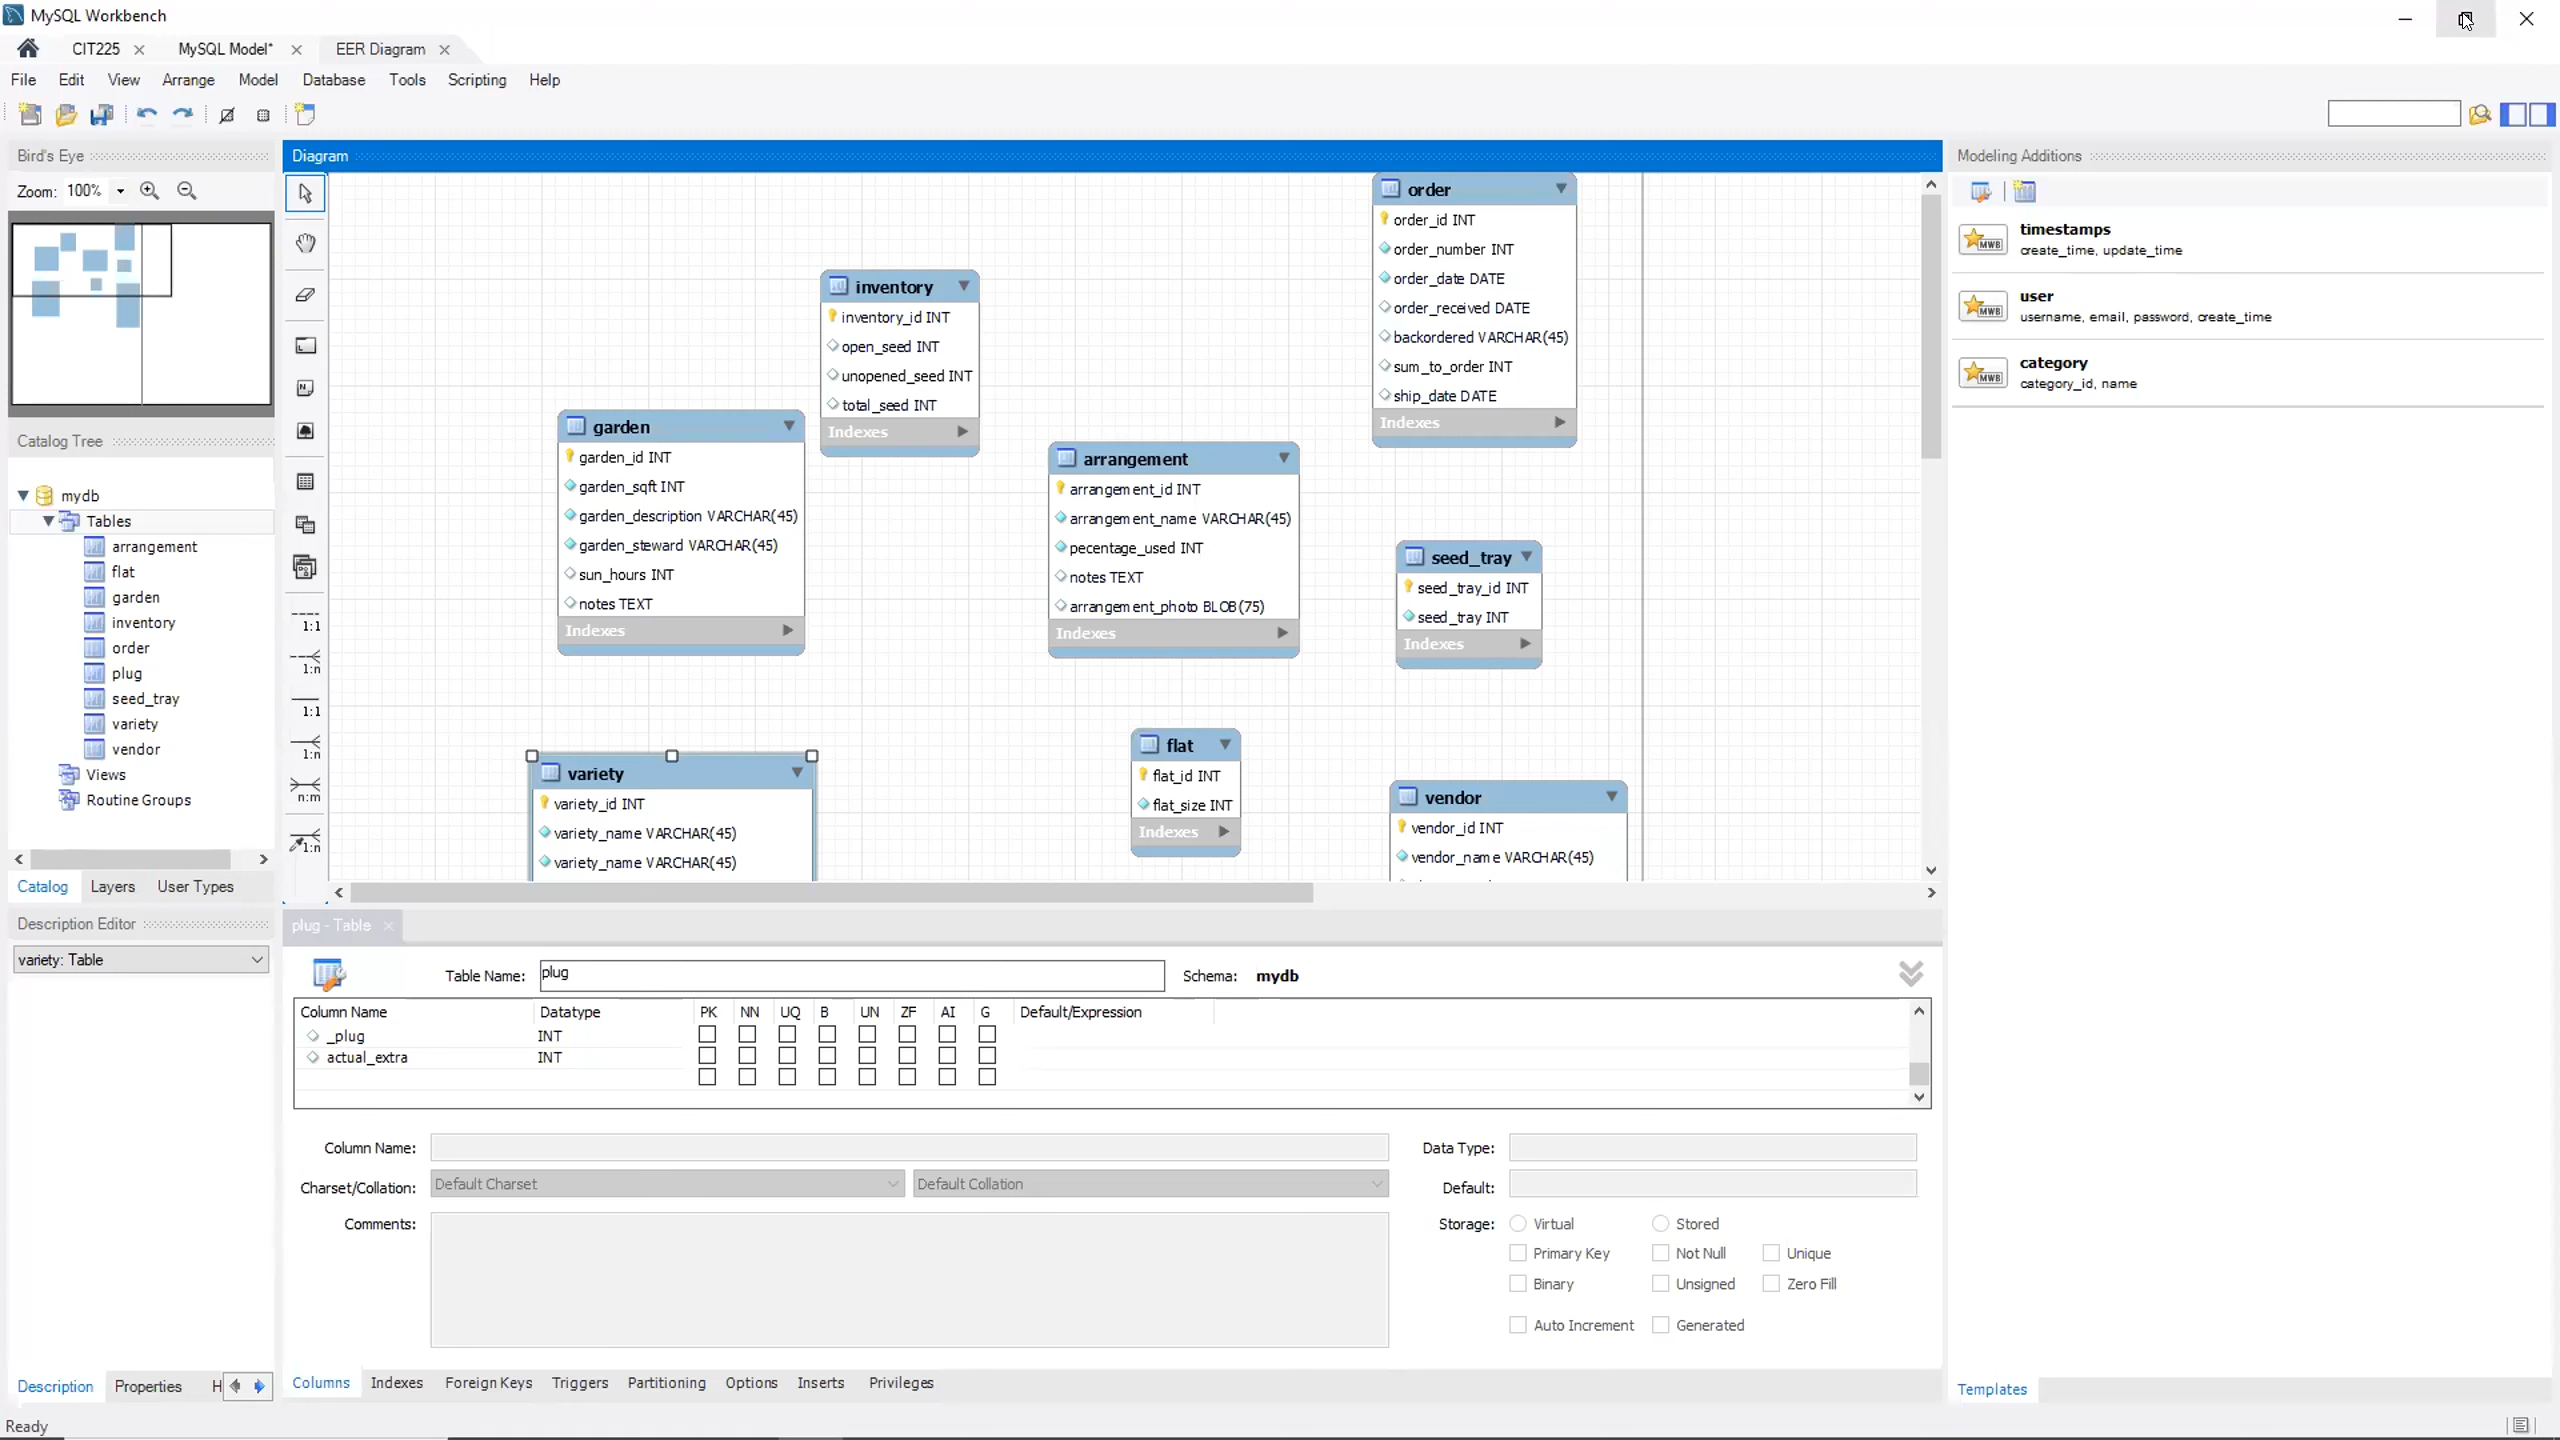 MySQL Workbench
CIT225
MySQL Model*
EER Diagram
File Edit View Arrange Model Database Tools Scripting Help
Bird's Eye
Zoom: 100%
Catalog Tree
mydb
Tables
arrangement
flat
garden
inventory
order
plug
seed_tray
variety
vendor
Views
Routine Groups
Catalog Layers User Types
Description Editor
variety: Table
Description Properties H
Ready
Diagram
1:1
1:n
1:1
1:n
n:m
1:n
inventory
inventory_id INT
open_seed INT
unopened_seed INT
total_seed INT
Indexes
garden
garden_id INT
garden_sqft INT
garden_description VARCHAR(45)
garden_steward VARCHAR(45)
sun_hours INT
notes TEXT
Indexes
order
order_id INT
order_number INT
order_date DATE
order_received DATE
backordered VARCHAR(45)
sum_to_order INT
ship_date DATE
Indexes
arrangement
arrangement_id INT
arrangement_name VARCHAR(45)
pecentage_used INT
notes TEXT
arrangement_photo BLOB(75)
Indexes
seed_tray
seed_tray_id INT
seed_tray INT
Indexes
variety
variety_id INT
variety_name VARCHAR(45)
variety_name VARCHAR(45)
flat
flat_id INT
flat_size INT
Indexes
vendor
vendor_id INT
vendor_name VARCHAR(45)
plug - Table
Table Name: plug Schema: mydb
Column Name Datatype PK NN UQ B UN ZF AI G Default/Expression
_plug INT
actual_extra INT
Column Name: Data Type:
Charset/Collation: Default Charset Default Collation Default:
Comments: Storage: Virtual Stored
Primary Key Not Null Unique
Binary Unsigned Zero Fill
Auto Increment Generated
Columns Indexes Foreign Keys Triggers Partitioning Options Inserts Privileges
Modeling Additions
MWB
timestamps
create_time, update_time
MWB
user
username, email, password, create_time
MWB
category
category_id, name
Templates